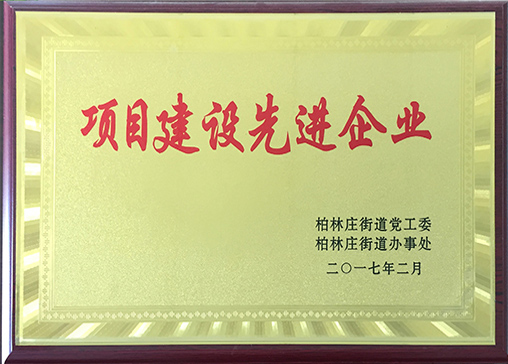 项目建设先进企业
柏林庄街道党工委
柏林庄街道办事处
二〇一七年二月